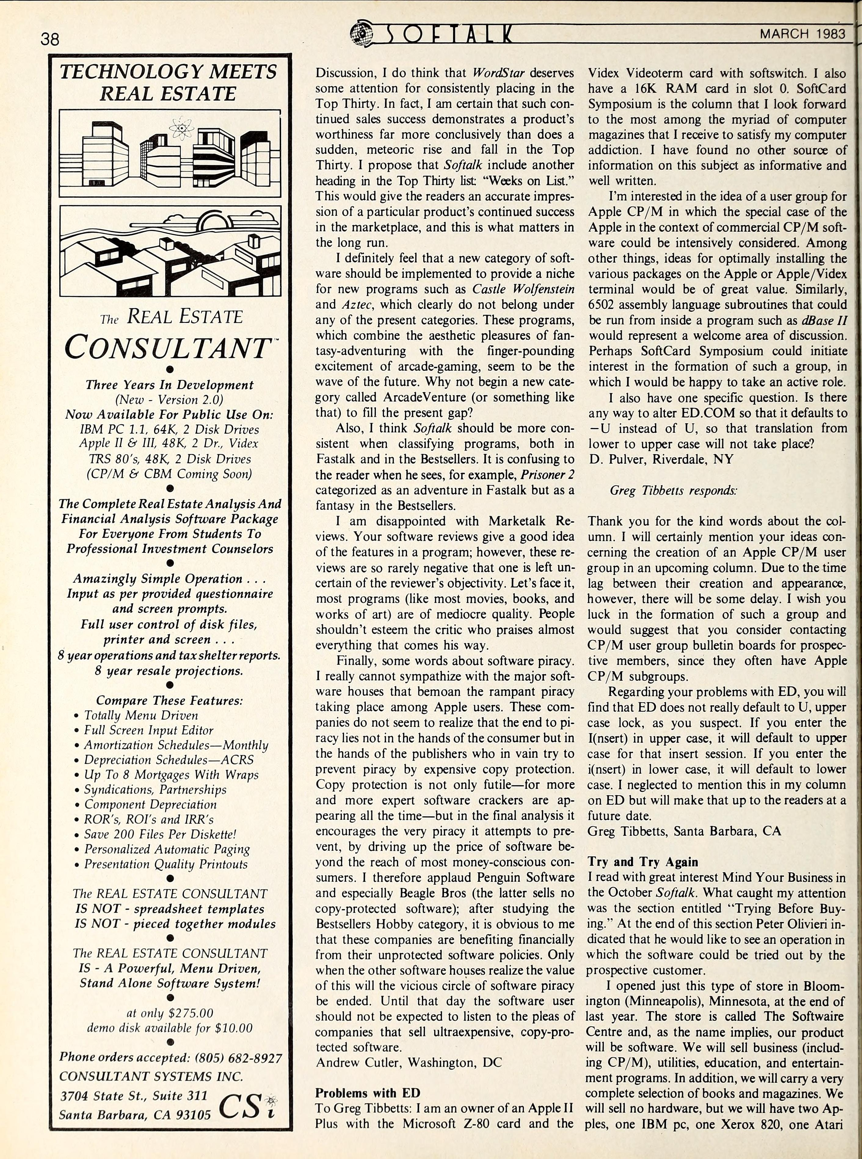 38
SOFTALK
MARCH 1983
TECHNOLOGY MEETS
REAL ESTATE
The REAL ESTATE
CONSULTANT™
•
Three Years In Development
(New - Version 2.0)
Now Available For Public Use On:
IBM PC 1.1, 64K, 2 Disk Drives
Apple II & III, 48K, 2 Dr., Videx
TRS 80's, 48K, 2 Disk Drives
(CP/M & CBM Coming Soon)
•
The Complete Real Estate Analysis And
Financial Analysis Software Package
For Everyone From Students To
Professional Investment Counselors
•
Amazingly Simple Operation . . .
Input as per provided questionnaire
and screen prompts.
Full user control of disk files,
printer and screen . . .
8 year operations and tax shelter reports.
8 year resale projections.
•
Compare These Features:
• Totally Menu Driven
• Full Screen Input Editor
• Amortization Schedules—Monthly
• Depreciation Schedules—ACRS
• Up To 8 Mortgages With Wraps
• Syndications, Partnerships
• Component Depreciation
• ROR's, ROI's and IRR's
• Save 200 Files Per Diskette!
• Personalized Automatic Paging
• Presentation Quality Printouts
•
The REAL ESTATE CONSULTANT
IS NOT - spreadsheet templates
IS NOT - pieced together modules
•
The REAL ESTATE CONSULTANT
IS - A Powerful, Menu Driven,
Stand Alone Software System!
•
at only $275.00
demo disk available for $10.00
•
Phone orders accepted: (805) 682-8927
CONSULTANT SYSTEMS INC.
3704 State St., Suite 311
Santa Barbara, CA 93105
CSi
Discussion, I do think that WordStar deserves
some attention for consistently placing in the
Top Thirty. In fact, I am certain that such con-
tinued sales success demonstrates a product's
worthiness far more conclusively than does a
sudden, meteoric rise and fall in the Top
Thirty. I propose that Softalk include another
heading in the Top Thirty list: “Weeks on List.”
This would give the readers an accurate impres-
sion of a particular product's continued success
in the marketplace, and this is what matters in
the long run.
I definitely feel that a new category of soft-
ware should be implemented to provide a niche
for new programs such as Castle Wolfenstein
and Aztec, which clearly do not belong under
any of the present categories. These programs,
which combine the aesthetic pleasures of fan-
tasy-adventuring with the finger-pounding
excitement of arcade-gaming, seem to be the
wave of the future. Why not begin a new cate-
gory called ArcadeVenture (or something like
that) to fill the present gap?
Also, I think Softalk should be more con-
sistent when classifying programs, both in
Fastalk and in the Bestsellers. It is confusing to
the reader when he sees, for example, Prisoner 2
categorized as an adventure in Fastalk but as a
fantasy in the Bestsellers.
I am disappointed with Marketalk Re-
views. Your software reviews give a good idea
of the features in a program; however, these re-
views are so rarely negative that one is left un-
certain of the reviewer's objectivity. Let's face it,
most programs (like most movies, books, and
works of art) are of mediocre quality. People
shouldn't esteem the critic who praises almost
everything that comes his way.
Finally, some words about software piracy.
I really cannot sympathize with the major soft-
ware houses that bemoan the rampant piracy
taking place among Apple users. These com-
panies do not seem to realize that the end to pi-
racy lies not in the hands of the consumer but in
the hands of the publishers who in vain try to
prevent piracy by expensive copy protection.
Copy protection is not only futile—for more
and more expert software crackers are ap-
pearing all the time—but in the final analysis it
encourages the very piracy it attempts to pre-
vent, by driving up the price of software be-
yond the reach of most money-conscious con-
sumers. I therefore applaud Penguin Software
and especially Beagle Bros (the latter sells no
copy-protected software); after studying the
Bestsellers Hobby category, it is obvious to me
that these companies are benefiting financially
from their unprotected software policies. Only
when the other software houses realize the value
of this will the vicious circle of software piracy
be ended. Until that day the software user
should not be expected to listen to the pleas of
companies that sell ultraexpensive, copy-pro-
tected software.
Andrew Cutler, Washington, DC
Problems with ED
To Greg Tibbetts: I am an owner of an Apple II
Plus with the Microsoft Z-80 card and the
Videx Videoterm card with softswitch. I also
have a 16K RAM card in slot 0. SoftCard
Symposium is the column that I look forward
to the most among the myriad of computer
magazines that I receive to satisfy my computer
addiction. I have found no other source of
information on this subject as informative and
well written.
I'm interested in the idea of a user group for
Apple CP/M in which the special case of the
Apple in the context of commercial CP/M soft-
ware could be intensively considered. Among
other things, ideas for optimally installing the
various packages on the Apple or Apple/Videx
terminal would be of great value. Similarly,
6502 assembly language subroutines that could
be run from inside a program such as dBase II
would represent a welcome area of discussion.
Perhaps SoftCard Symposium could initiate
interest in the formation of such a group, in
which I would be happy to take an active role.
I also have one specific question. Is there
any way to alter ED.COM so that it defaults to
−U instead of U, so that translation from
lower to upper case will not take place?
D. Pulver, Riverdale, NY
Greg Tibbetts responds:
Thank you for the kind words about the col-
umn. I will certainly mention your ideas con-
cerning the creation of an Apple CP/M user
group in an upcoming column. Due to the time
lag between their creation and appearance,
however, there will be some delay. I wish you
luck in the formation of such a group and
would suggest that you consider contacting
CP/M user group bulletin boards for prospec-
tive members, since they often have Apple
CP/M subgroups.
Regarding your problems with ED, you will
find that ED does not really default to U, upper
case lock, as you suspect. If you enter the
I(nsert) in upper case, it will default to upper
case for that insert session. If you enter the
i(nsert) in lower case, it will default to lower
case. I neglected to mention this in my column
on ED but will make that up to the readers at a
future date.
Greg Tibbetts, Santa Barbara, CA
Try and Try Again
I read with great interest Mind Your Business in
the October Softalk. What caught my attention
was the section entitled “Trying Before Buy-
ing.” At the end of this section Peter Olivieri in-
dicated that he would like to see an operation in
which the software could be tried out by the
prospective customer.
I opened just this type of store in Bloom-
ington (Minneapolis), Minnesota, at the end of
last year. The store is called The Softwaire
Centre and, as the name implies, our product
will be software. We will sell business (includ-
ing CP/M), utilities, education, and entertain-
ment programs. In addition, we will carry a very
complete selection of books and magazines. We
will sell no hardware, but we will have two Ap-
ples, one IBM pc, one Xerox 820, one Atari